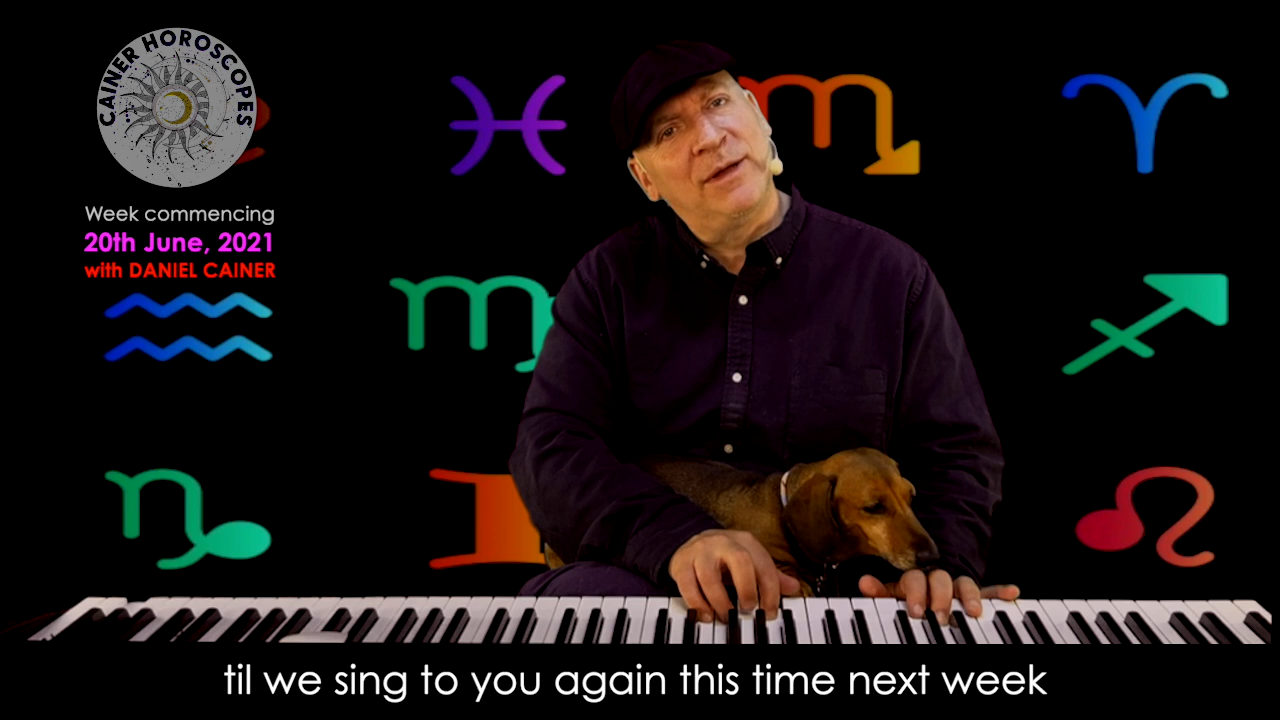 CAINER HOROSCOPES
Week commencing
20th June, 2021
with DANIEL CAINER
til we sing to you again this time next week